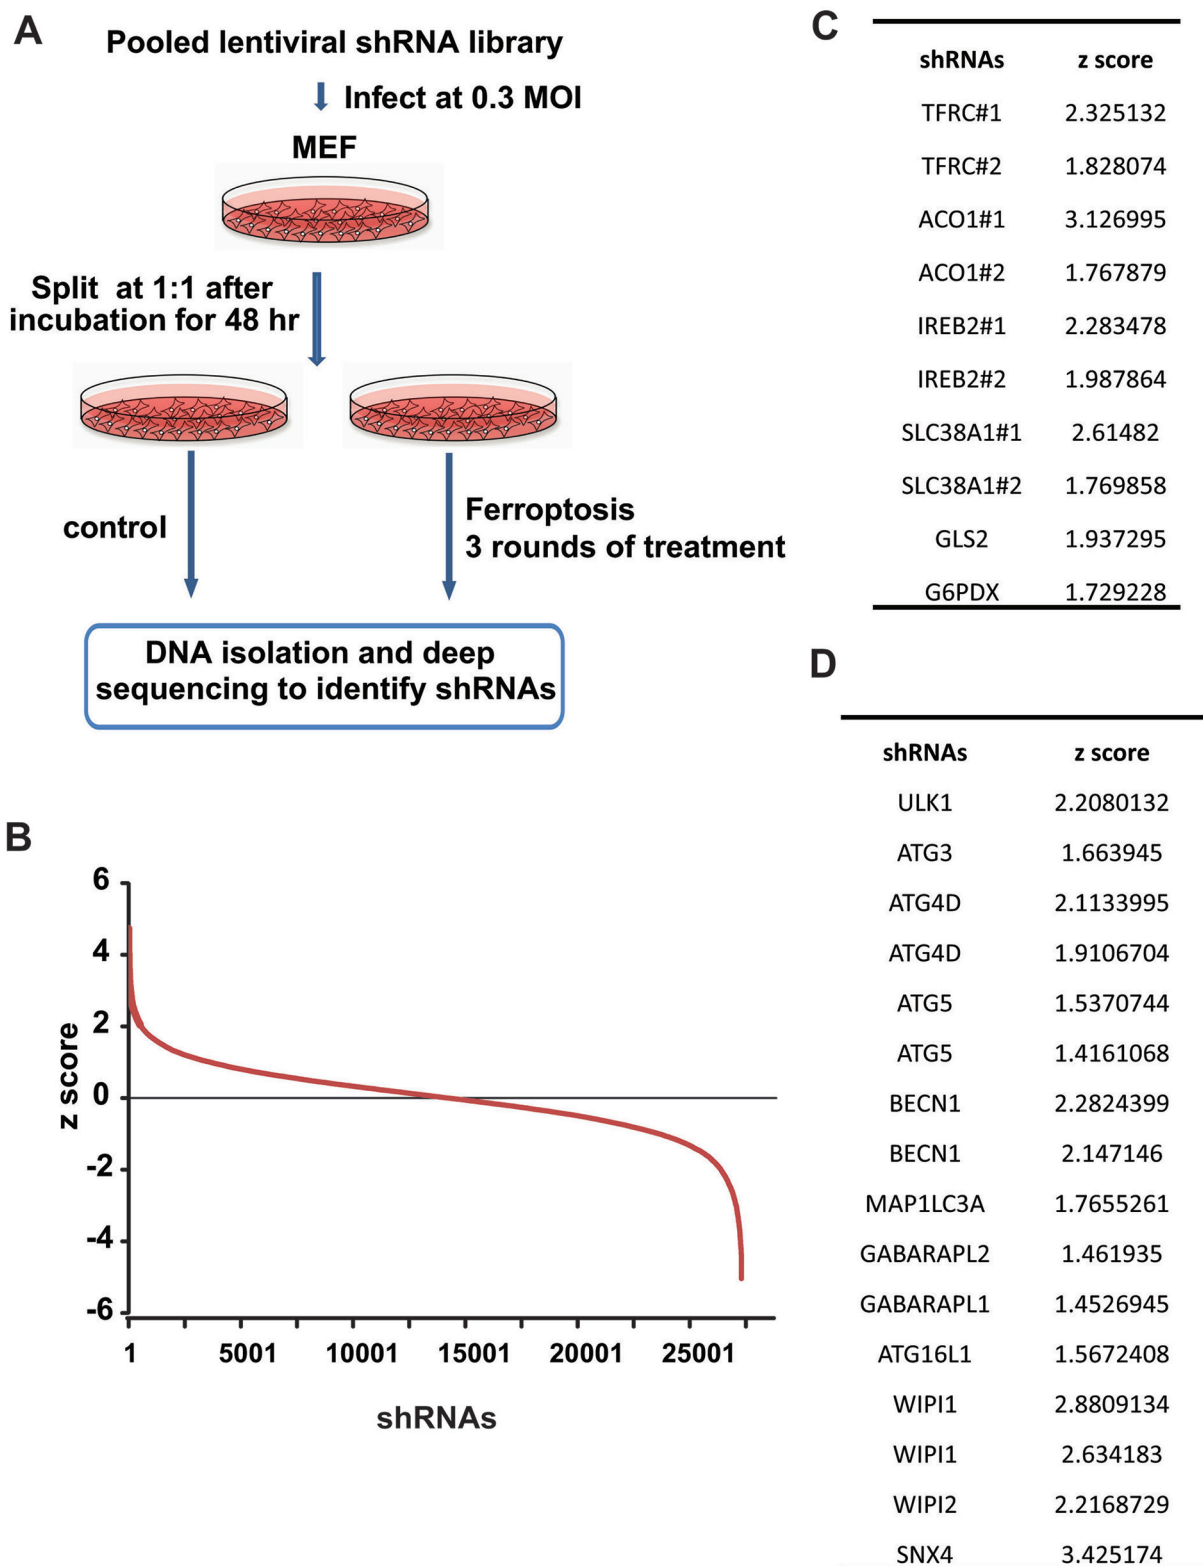 A
Pooled lentiviral shRNA library
Infect at 0.3 MOI
MEF
Split at 1:1 after
incubation for 48 hr
control
Ferroptosis
3 rounds of treatment
DNA isolation and deep
sequencing to identify shRNAs
B
6
4
2
0
-2
-4
-6
z score
1 5001 10001 15001 20001 25001
shRNAs
C
shRNAs z score
TFRC#1 2.325132
TFRC#2 1.828074
ACO1#1 3.126995
ACO1#2 1.767879
IREB2#1 2.283478
IREB2#2 1.987864
SLC38A1#1 2.61482
SLC38A1#2 1.769858
GLS2 1.937295
G6PDX 1.729228
D
shRNAs z score
ULK1 2.2080132
ATG3 1.663945
ATG4D 2.1133995
ATG4D 1.9106704
ATG5 1.5370744
ATG5 1.4161068
BECN1 2.2824399
BECN1 2.147146
MAP1LC3A 1.7655261
GABARAPL2 1.461935
GABARAPL1 1.4526945
ATG16L1 1.5672408
WIPI1 2.8809134
WIPI1 2.634183
WIPI2 2.2168729
SNX4 3.425174